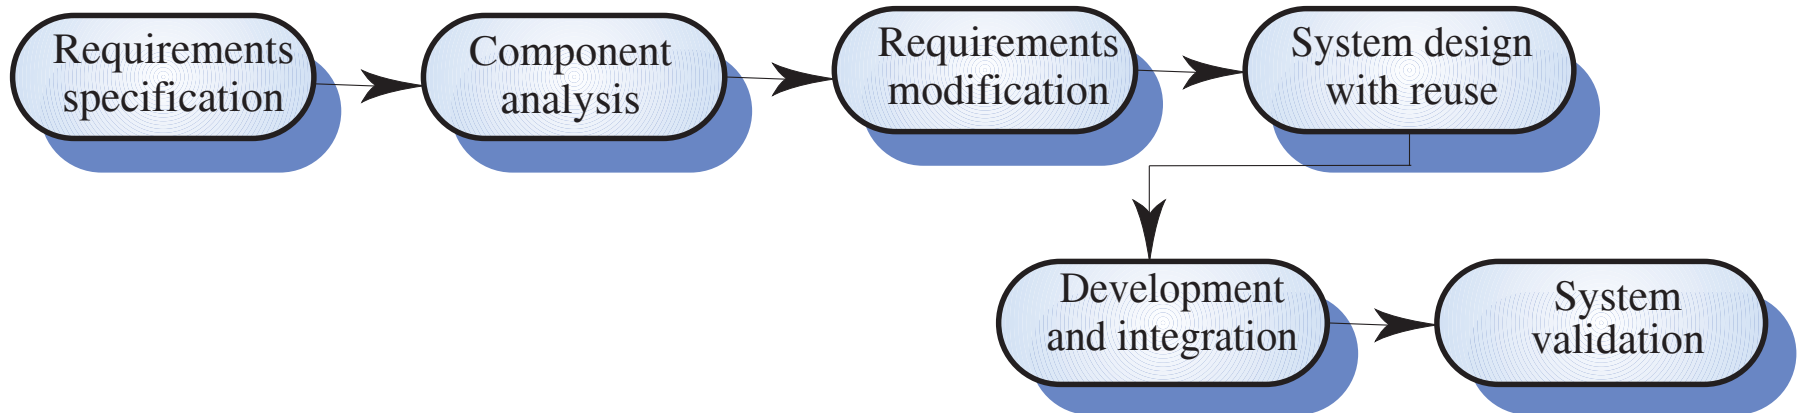 Requirements
specification
Component
analysis
Requirements
modification
System design
with reuse
Development
and integration
System
validation